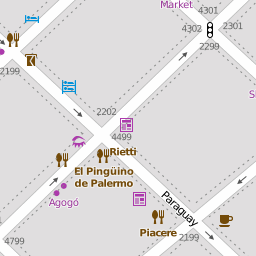 Market
4301
4302
2301
2299
2199
2202
4499
Rietti
El Pingüino
de Palermo
Agogó
Paraguay
Piacere
2199
4799